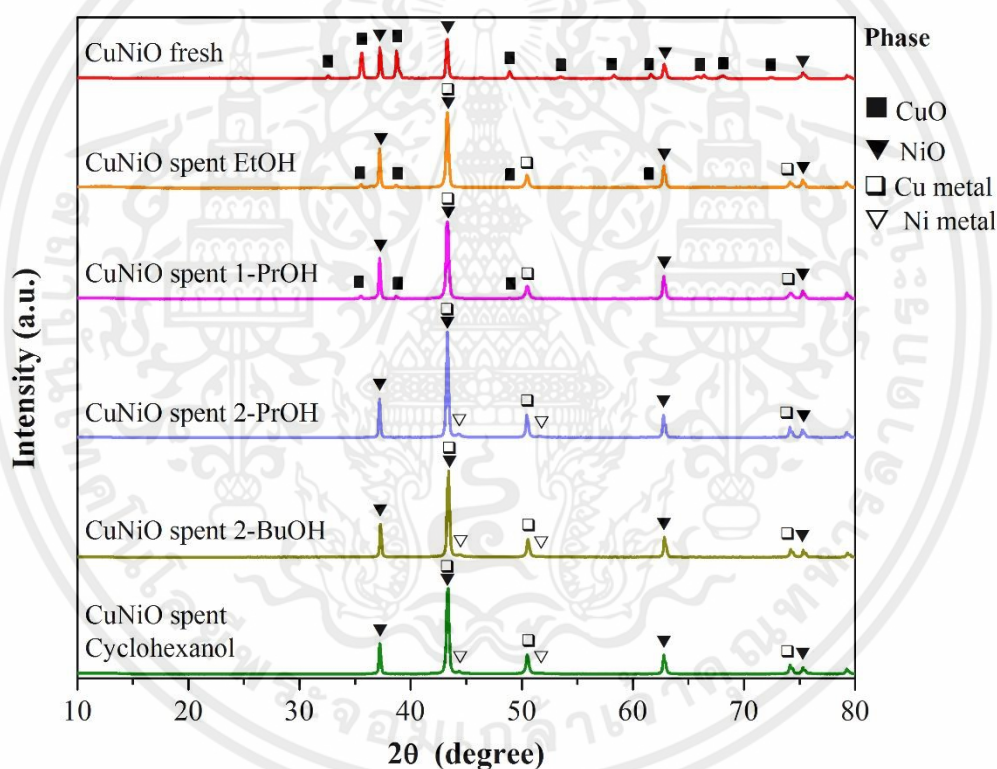 CuNiO fresh
CuNiO spent EtOH
CuNiO spent 1-PrOH
CuNiO spent 2-PrOH
CuNiO spent 2-BuOH
CuNiO spent
Cyclohexanol
Phase
CuO
NiO
Cu metal
Ni metal
Intensity (a.u.)
10 20 30 40 50 60 70 80
2θ (degree)